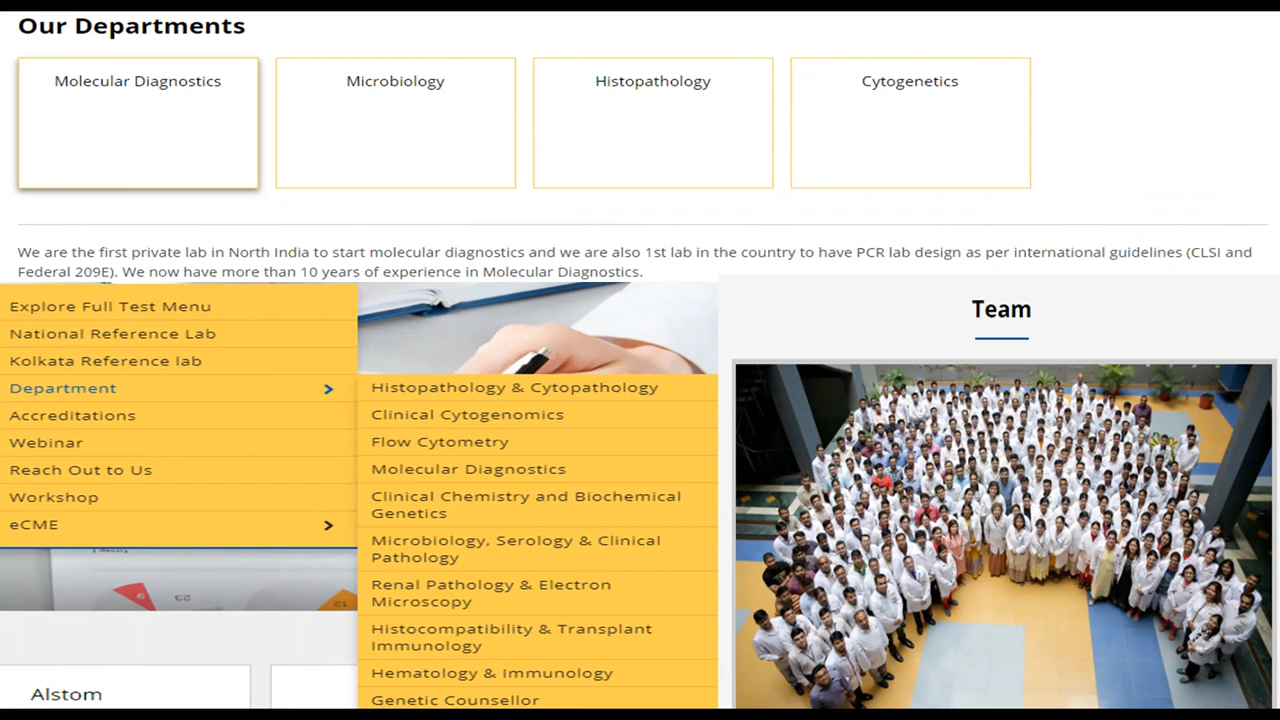 Our Departments
Molecular Diagnostics
Microbiology
Histopathology
Cytogenetics
We are the first private lab in North India to start molecular diagnostics and we are also 1st lab in the country to have PCR lab design as per international guidelines (CLSI and
Federal 209E). We now have more than 10 years of experience in Molecular Diagnostics.
Explore Full Test Menu
National Reference Lab
Kolkata Reference lab
Department
Accreditations
Webinar
Reach Out to Us
Workshop
eCME
Histopathology & Cytopathology
Clinical Cytogenomics
Flow Cytometry
Molecular Diagnostics
Clinical Chemistry and Biochemical
Genetics
Microbiology, Serology & Clinical
Pathology
Renal Pathology & Electron
Microscopy
Histocompatibility & Transplant
Immunology
Hematology & Immunology
Genetic Counsellor
Alstom
Team